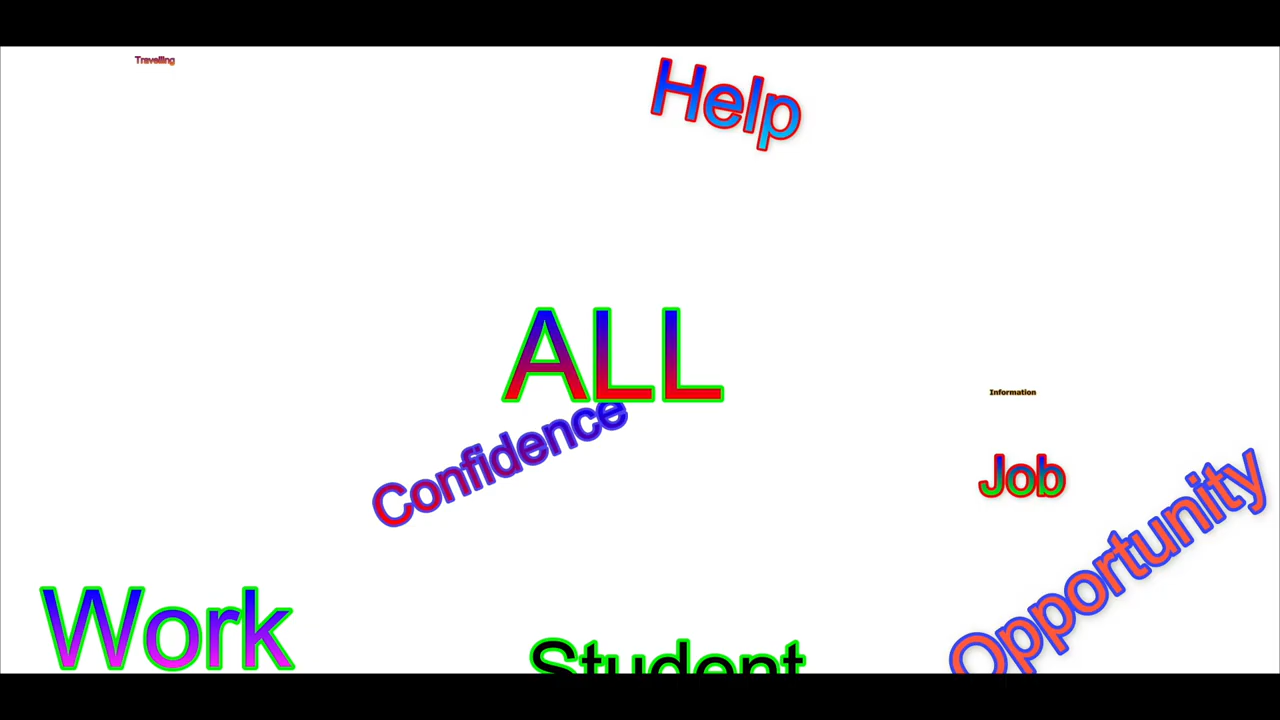 Travelling
Help
ALL
Information
Confidence
Job
Opportunity
Work
Student